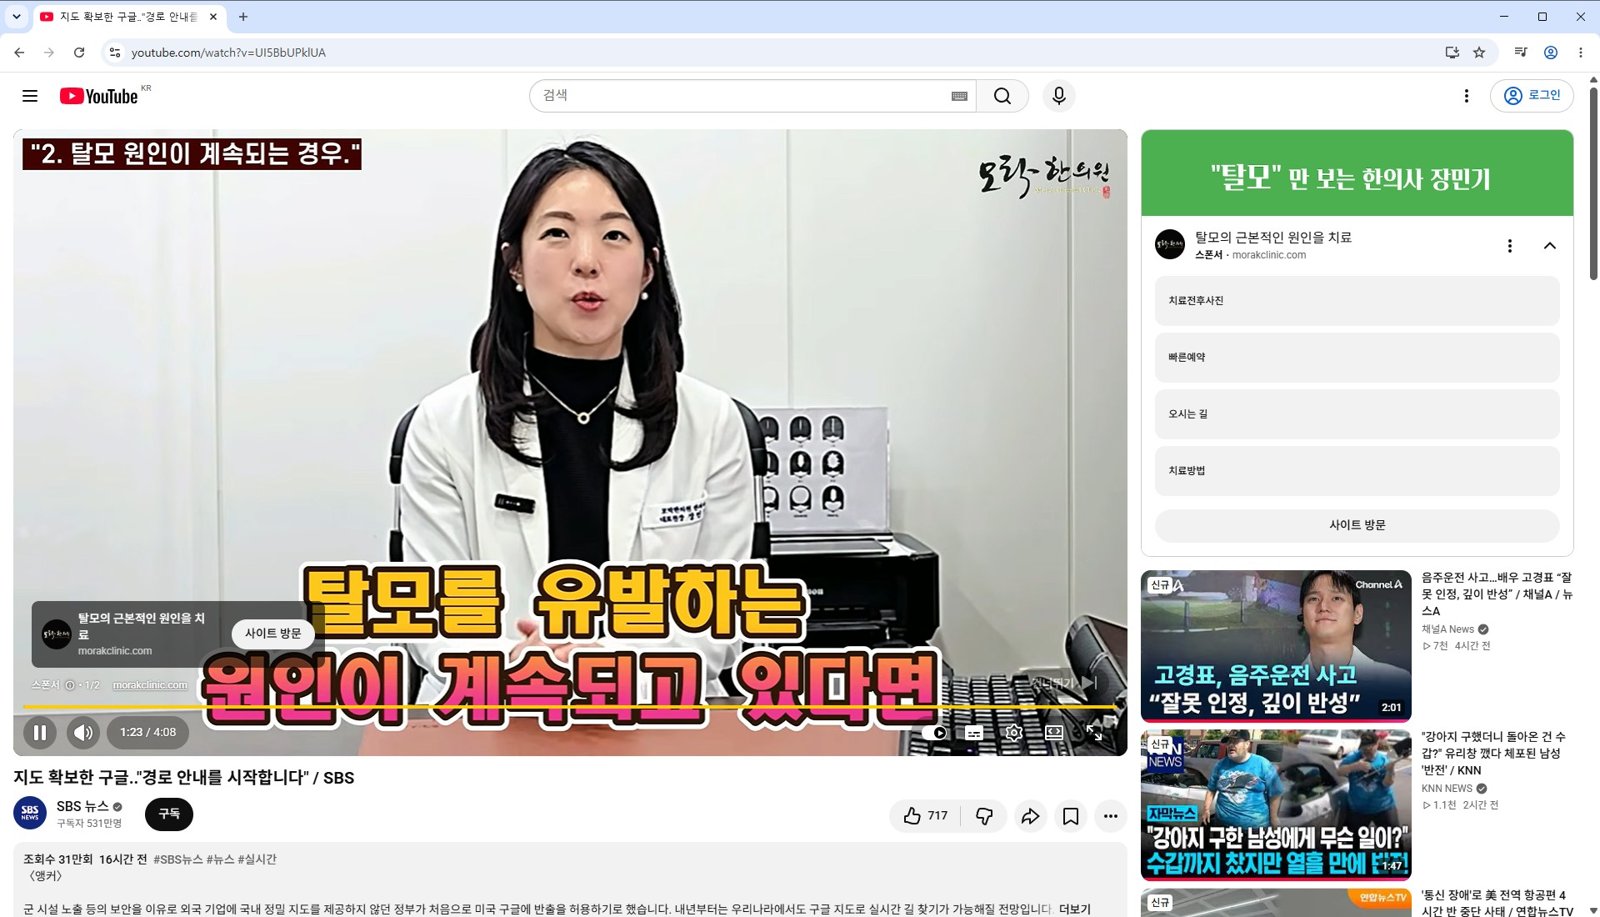 지도 확보한 구글.."경로 안내를
youtube.com/watch?v=UI5BbUPklUA
YouTube KR
검색
로그인
"2. 탈모 원인이 계속되는 경우."
모락한의원
탈모를 유발하는
원인이 계속되고 있다면
탈모의 근본적인 원인을 치
료
morakclinic.com
사이트 방문
스폰서 · 1/2 morakclinic.com
건너뛰기
1:23 / 4:08
지도 확보한 구글.."경로 안내를 시작합니다" / SBS
SBS NEWS
SBS 뉴스
구독자 531만명
구독
717
조회수 31만회 16시간 전 #SBS뉴스 #뉴스 #실시간
〈앵커〉
군 시설 노출 등의 보안을 이유로 외국 기업에 국내 정밀 지도를 제공하지 않던 정부가 처음으로 미국 구글에 반출을 허용하기로 했습니다. 내년부터는 우리나라에서도 구글 지도로 실시간 길 찾기가 가능해질 전망입니다. 더보기
"탈모" 만 보는 한의사 장민기
탈모의 근본적인 원인을 치료
스폰서 · morakclinic.com
치료전후사진
빠른예약
오시는 길
치료방법
사이트 방문
신규
Channel A
고경표, 음주운전 사고
“잘못 인정, 깊이 반성”
2:01
음주운전 사고…배우 고경표 “잘
못 인정, 깊이 반성” / 채널A / 뉴
스A
채널A News
7천 4시간 전
신규
KNN NEWS
자막뉴스
"강아지 구한 남성에게 무슨 일이?"
수갑까지 찼지만 열흘 만에 반전!
1:47
"강아지 구했더니 돌아온 건 수
갑?" 유리창 깼다 체포된 남성
'반전' / KNN
KNN NEWS
1.1천 2시간 전
신규
연합뉴스TV
'통신 장애'로 美 전역 항공편 4
시간 반 중단 사태 / 연합뉴스TV